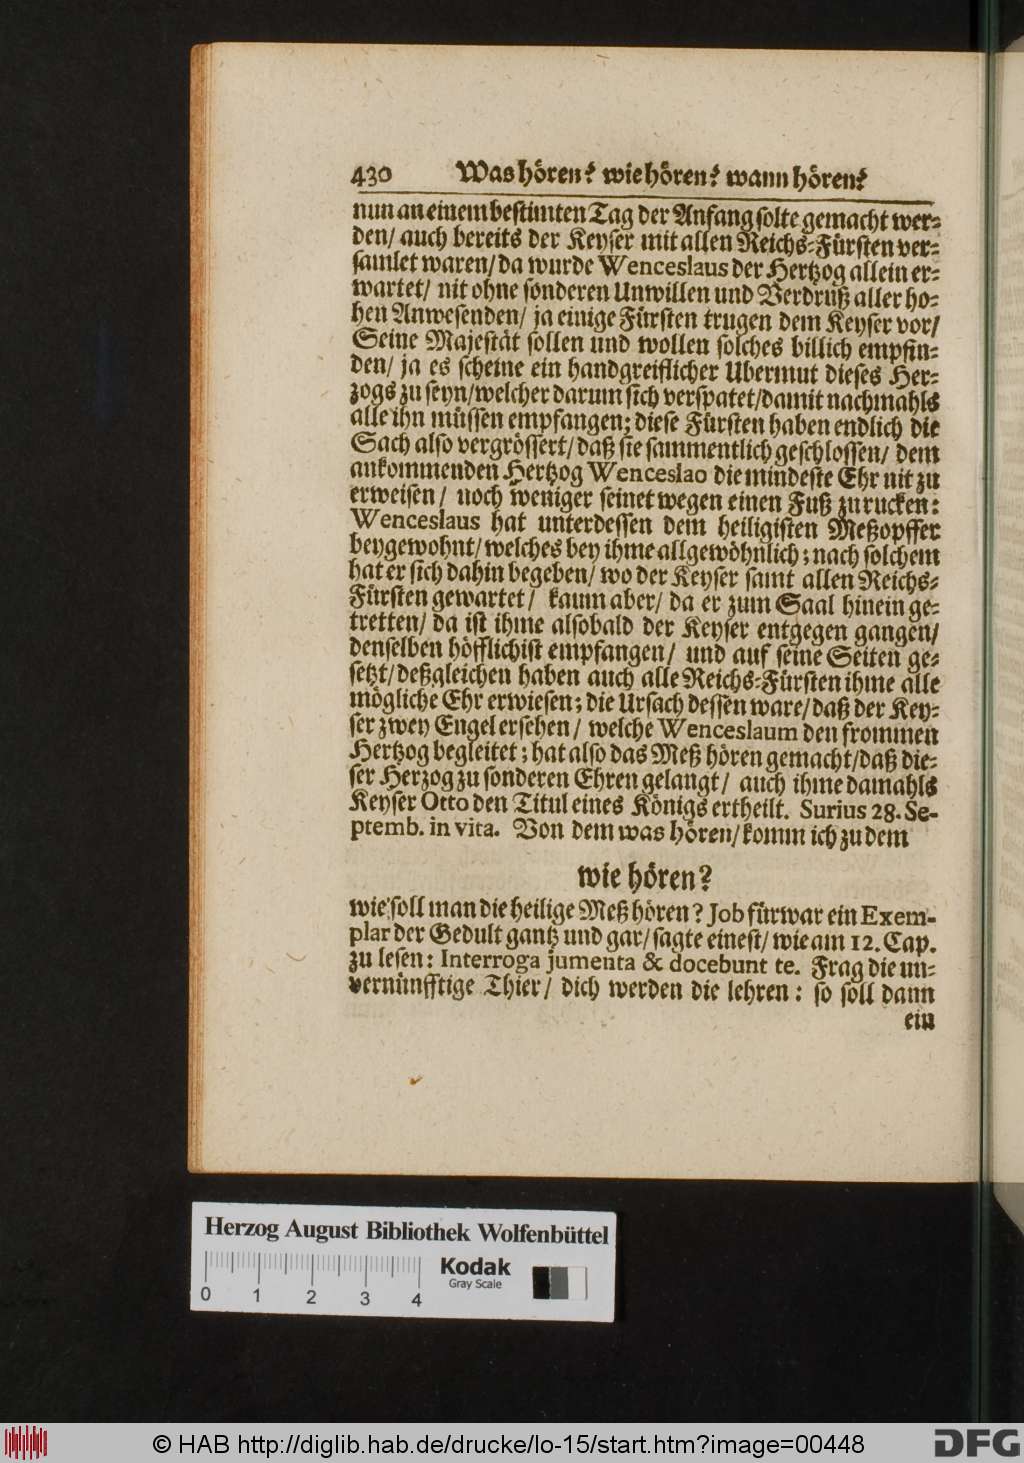 430 Was hören? wie hören? wann hören?
nun an einem bestimten Tag der Anfang solte gemacht wer-
den/ auch bereits der Keyser mit allen Reichs-Fürsten ver-
samlet waren/ da wurde Wenceslaus der Hertzog allein er-
wartet/ nit ohne sonderen Unwillen und Verdruß aller ho-
hen Anwesenden/ ja einige Fürsten trugen dem Keyser vor/
Seine Majestät sollen und wollen solches billich empfin-
den/ ja es scheine ein handgreiflicher Ubermut dieses Her-
zogs zu seyn/ welcher darum sich verspatet/ damit nachmahls
alle ihn müssen empfangen; diese Fürsten haben endlich die
Sach also vergrössert/ daß sie sammentlich geschlossen/ dem
ankommenden Hertzog Wenceslao die mindeste Ehr nit zu
erweisen/ noch weniger seinet wegen einen Fuß zu rucken:
Wenceslaus hat unterdessen dem heiligisten Meßopffer
beygewohnt/ welches bey ihme allgewöhnlich; nach solchem
hat er sich dahin begeben/ wo der Keyser samt allen Reichs-
Fürsten gewartet/ kaum aber/ da er zum Saal hinein ge-
tretten/ da ist ihme alsobald der Keyser entgegen gangen/
denselben höfflichist empfangen/ und auf seine Seiten ge-
setzt/ deßgleichen haben auch alle Reichs-Fürsten ihme alle
mögliche Ehr erwiesen; die Ursach dessen ware/ daß der Key-
ser zwey Engel ersehen/ welche Wenceslaum den frommen
Hertzog begleitet; hat also das Meß hören gemacht/ daß die-
ser Herzog zu sonderen Ehren gelangt/ auch ihme damahls
Keyser Otto den Titul eines Königs ertheilt. Surius 28. Se-
ptemb. in vita. Von dem was hören/ komm ich zu dem
wie hören?
wie soll man die heilige Meß hören? Job fürwar ein Exem-
plar der Gedult gantz und gar/ sagte einest/ wie am 12. Cap.
zu lesen: Interroga jumenta & docebunt te. Frag die un-
vernünfftige Thier/ dich werden die lehren: so soll dann
ein
Herzog August Bibliothek Wolfenbüttel
Kodak
Gray Scale
0 1 2 3 4
© HAB http://diglib.hab.de/drucke/lo-15/start.htm?image=00448
DFG